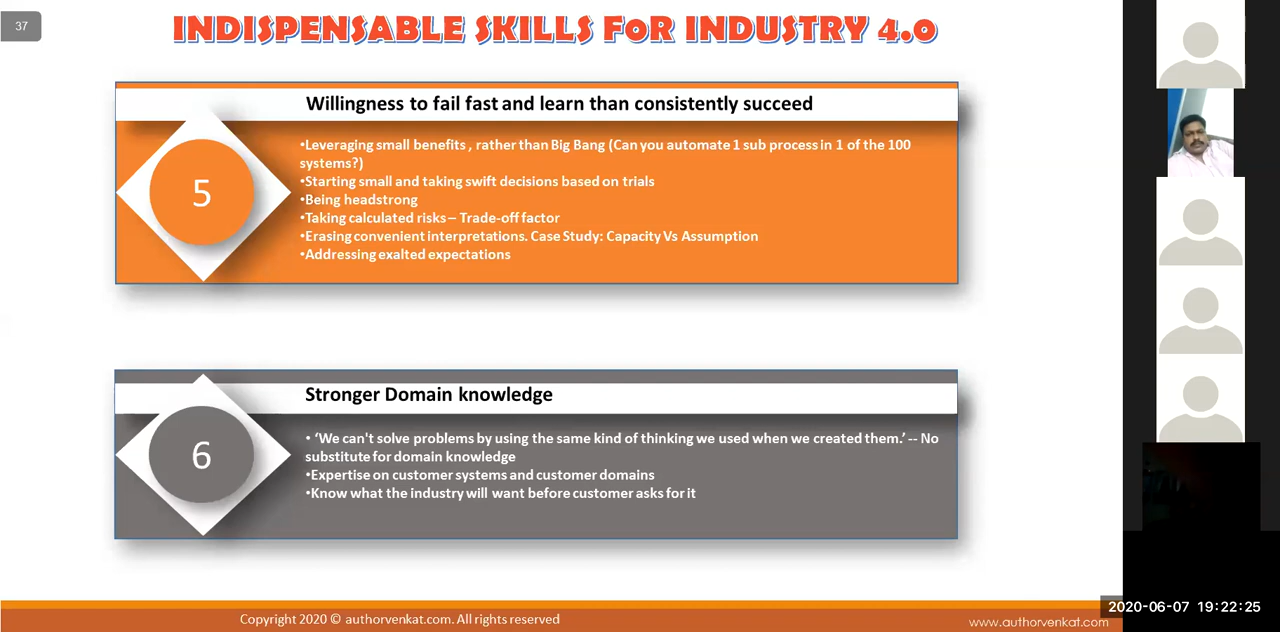 37
INDISPENSABLE SKILLS FOR INDUSTRY 4.0
Willingness to fail fast and learn than consistently succeed
5
•Leveraging small benefits , rather than Big Bang (Can you automate 1 sub process in 1 of the 100
systems?)
•Starting small and taking swift decisions based on trials
•Being headstrong
•Taking calculated risks – Trade-off factor
•Erasing convenient interpretations. Case Study: Capacity Vs Assumption
•Addressing exalted expectations
Stronger Domain knowledge
6
• ‘We can't solve problems by using the same kind of thinking we used when we created them.’ -- No
substitute for domain knowledge
•Expertise on customer systems and customer domains
•Know what the industry will want before customer asks for it
2020-06-07 19:22:25
Copyright 2020 © authorvenkat.com. All rights reserved
www.authorvenkat.com